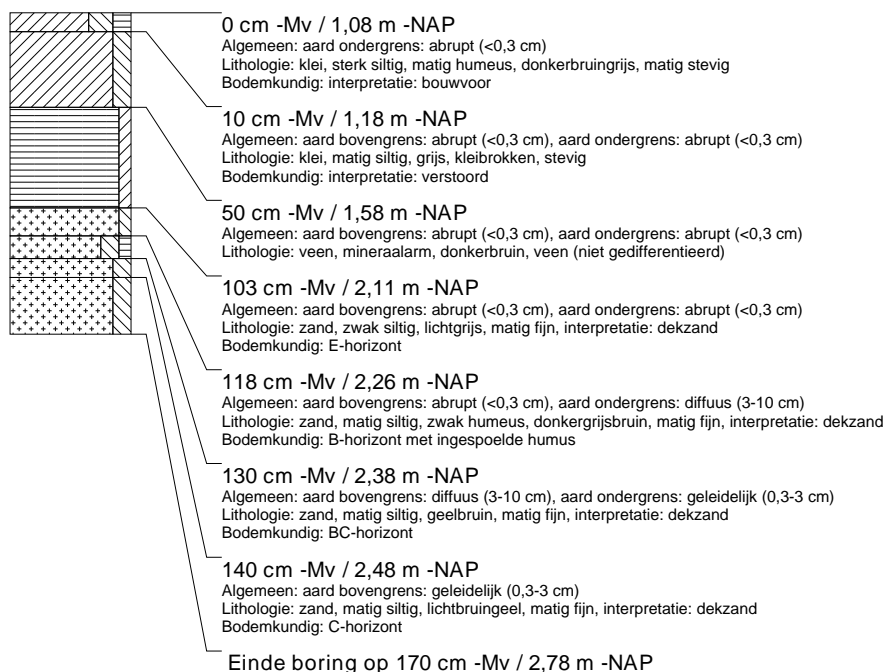 0 cm -Mv / 1,08 m -NAP
Algemeen: aard ondergrens: abrupt (<0,3 cm)
Lithologie: klei, sterk siltig, matig humeus, donkerbruingrijs, matig stevig
Bodemkundig: interpretatie: bouwvoor
10 cm -Mv / 1,18 m -NAP
Algemeen: aard bovengrens: abrupt (<0,3 cm), aard ondergrens: abrupt (<0,3 cm)
Lithologie: klei, matig siltig, grijs, kleibrokken, stevig
Bodemkundig: interpretatie: verstoord
50 cm -Mv / 1,58 m -NAP
Algemeen: aard bovengrens: abrupt (<0,3 cm), aard ondergrens: abrupt (<0,3 cm)
Lithologie: veen, mineraalarm, donkerbruin, veen (niet gedifferentieerd)
103 cm -Mv / 2,11 m -NAP
Algemeen: aard bovengrens: abrupt (<0,3 cm), aard ondergrens: abrupt (<0,3 cm)
Lithologie: zand, zwak siltig, lichtgrijs, matig fijn, interpretatie: dekzand
Bodemkundig: E-horizont
118 cm -Mv / 2,26 m -NAP
Algemeen: aard bovengrens: abrupt (<0,3 cm), aard ondergrens: diffuus (3-10 cm)
Lithologie: zand, matig siltig, zwak humeus, donkergrijsbruin, matig fijn, interpretatie: dekzand
Bodemkundig: B-horizont met ingespoelde humus
130 cm -Mv / 2,38 m -NAP
Algemeen: aard bovengrens: diffuus (3-10 cm), aard ondergrens: geleidelijk (0,3-3 cm)
Lithologie: zand, matig siltig, geelbruin, matig fijn, interpretatie: dekzand
Bodemkundig: BC-horizont
140 cm -Mv / 2,48 m -NAP
Algemeen: aard bovengrens: geleidelijk (0,3-3 cm)
Lithologie: zand, matig siltig, lichtbruingeel, matig fijn, interpretatie: dekzand
Bodemkundig: C-horizont
Einde boring op 170 cm -Mv / 2,78 m -NAP